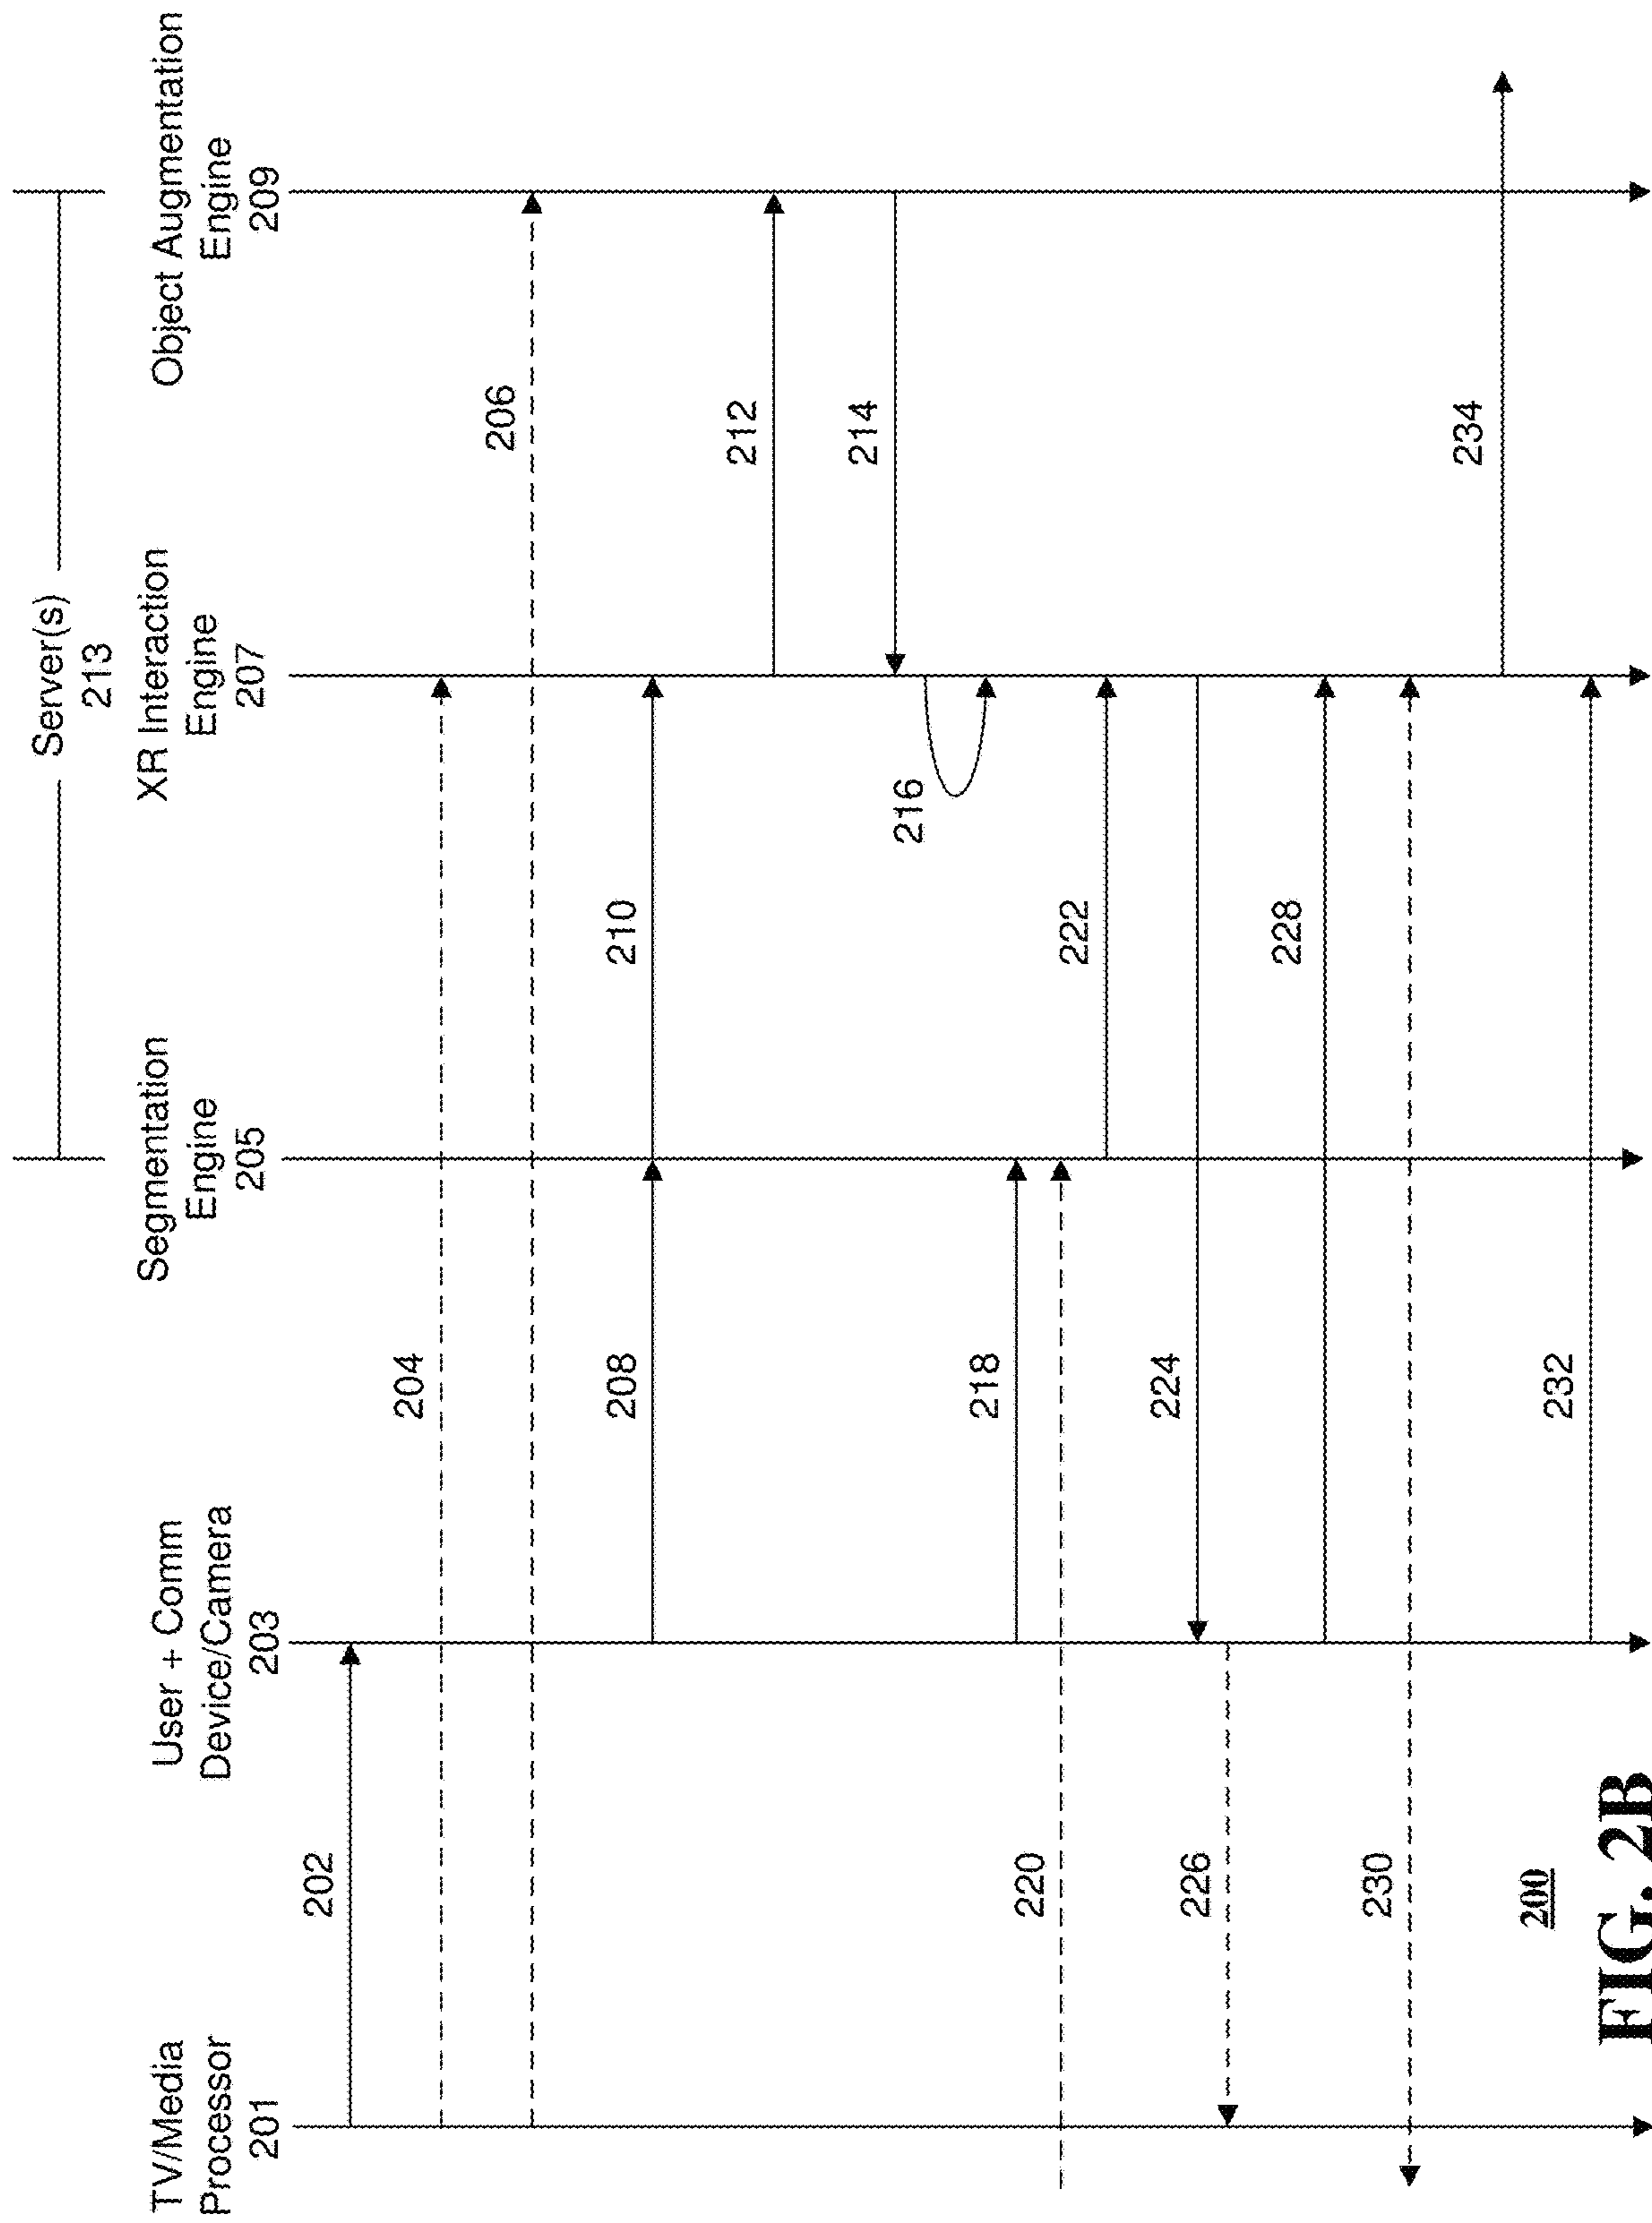 Server(s)
213
TV/Media
Processor
201
User + Comm
Device/Camera
203
Segmentation
Engine
205
XR Interaction
Engine
207
Object Augmentation
Engine
209
202
204
206
208
210
212
214
216
218
220
222
224
226
228
230
234
232
200
FIG. 2B